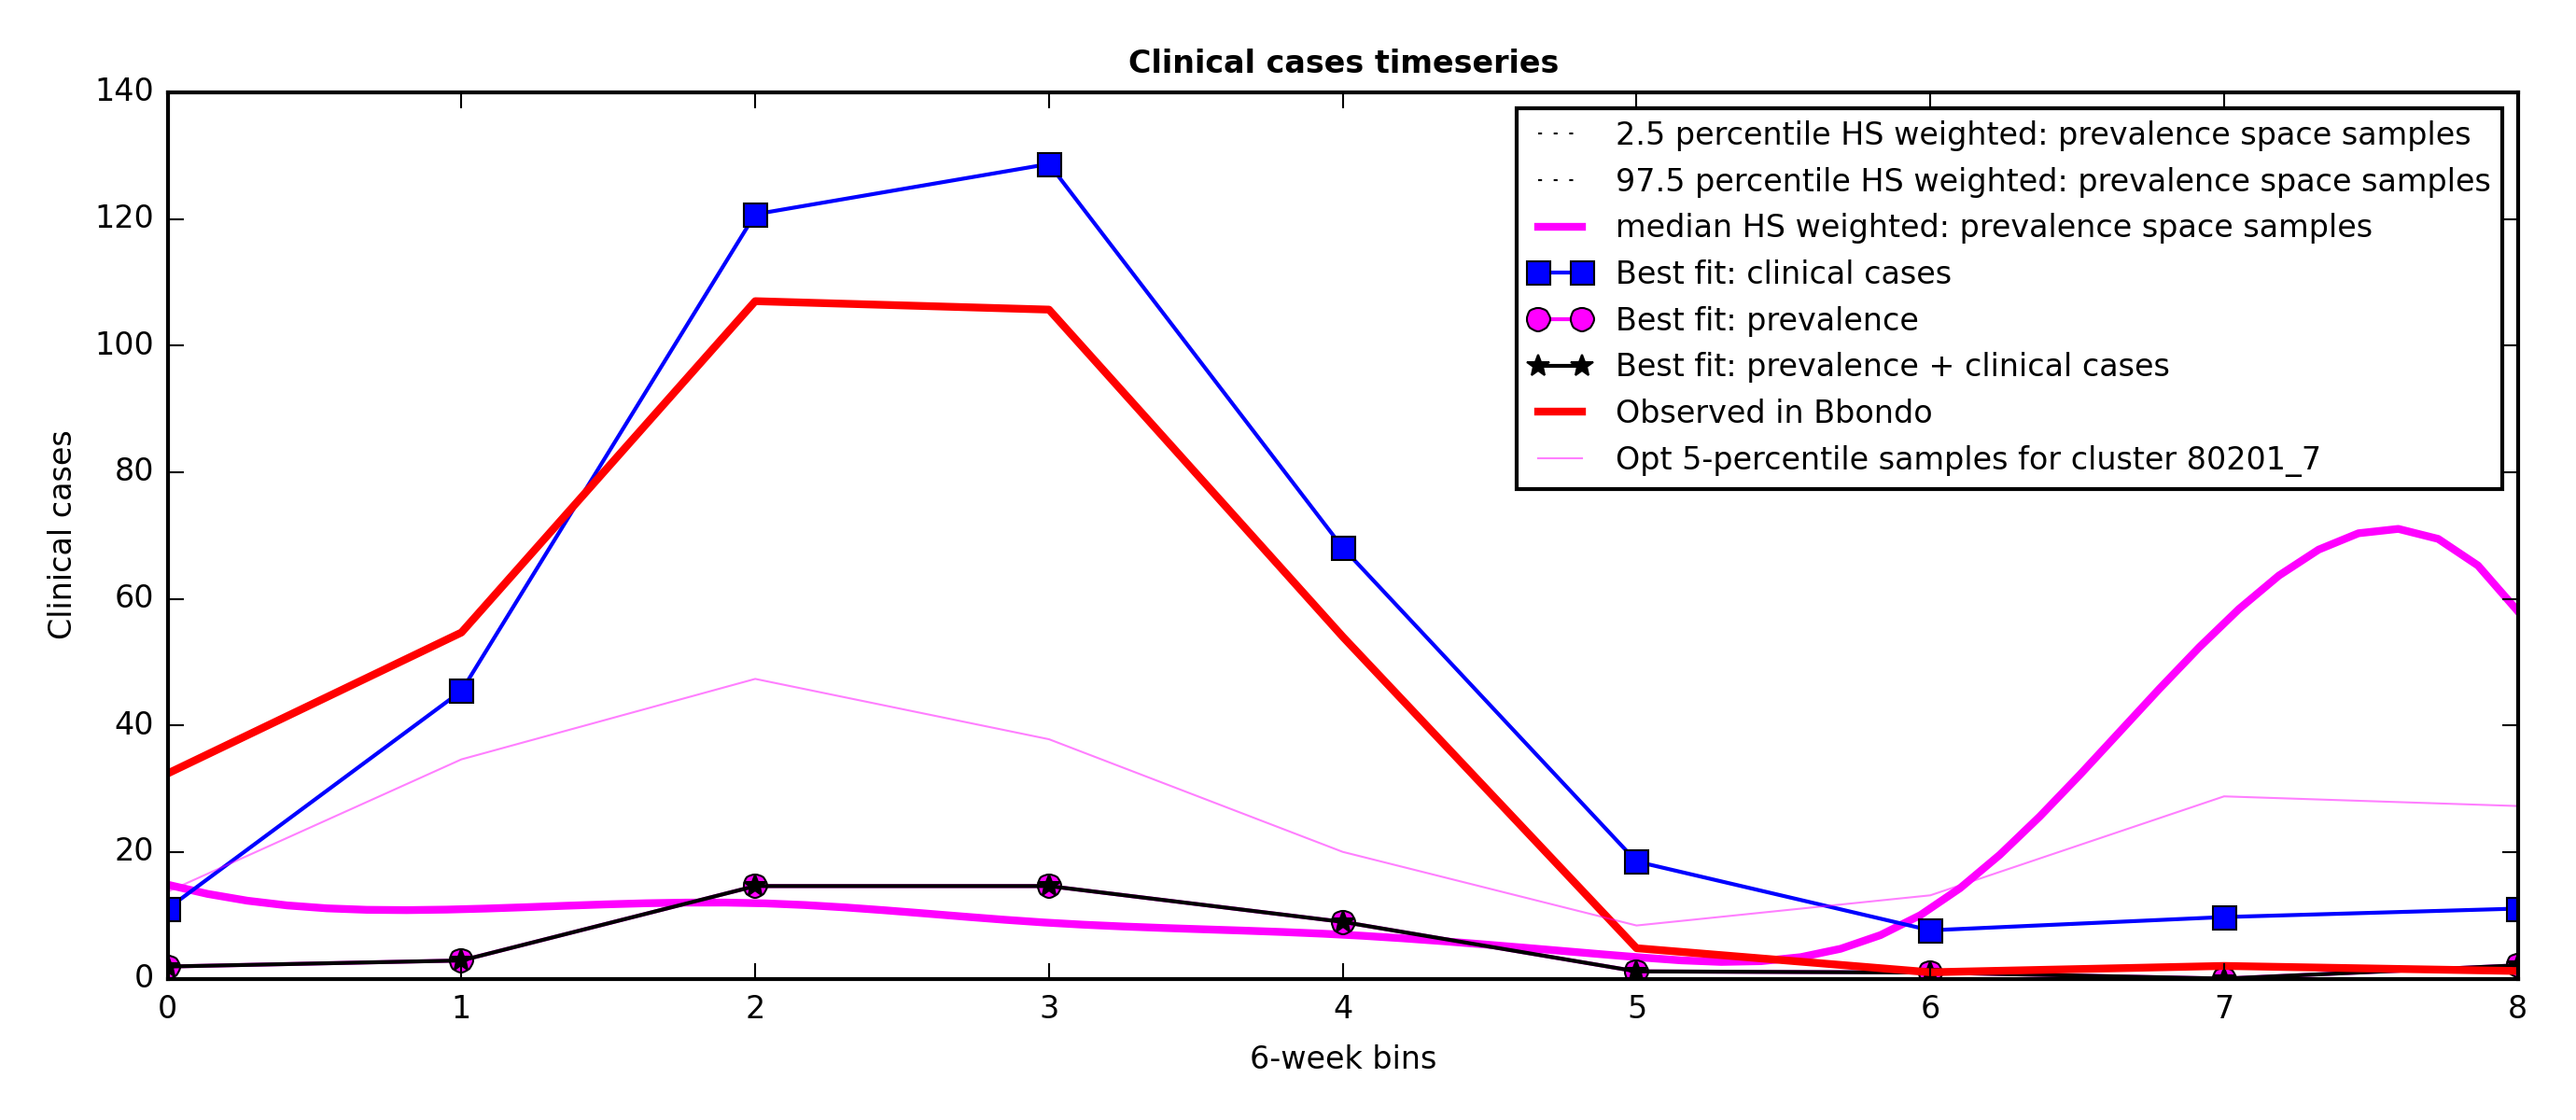 Clinical cases timeseries
140
120
100
80
60
40
20
0
Clinical cases
2.5 percentile HS weighted: prevalence space samples
97.5 percentile HS weighted: prevalence space samples
median HS weighted: prevalence space samples
Best fit: clinical cases
Best fit: prevalence
Best fit: prevalence + clinical cases
Observed in Bbondo
Opt 5-percentile samples for cluster 80201_7
0 1 2 3 4 5 6 7 8
6-week bins